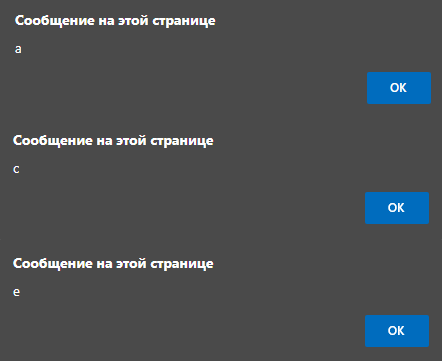 Сообщение на этой странице
a
OK
Сообщение на этой странице
c
OK
Сообщение на этой странице
e
OK